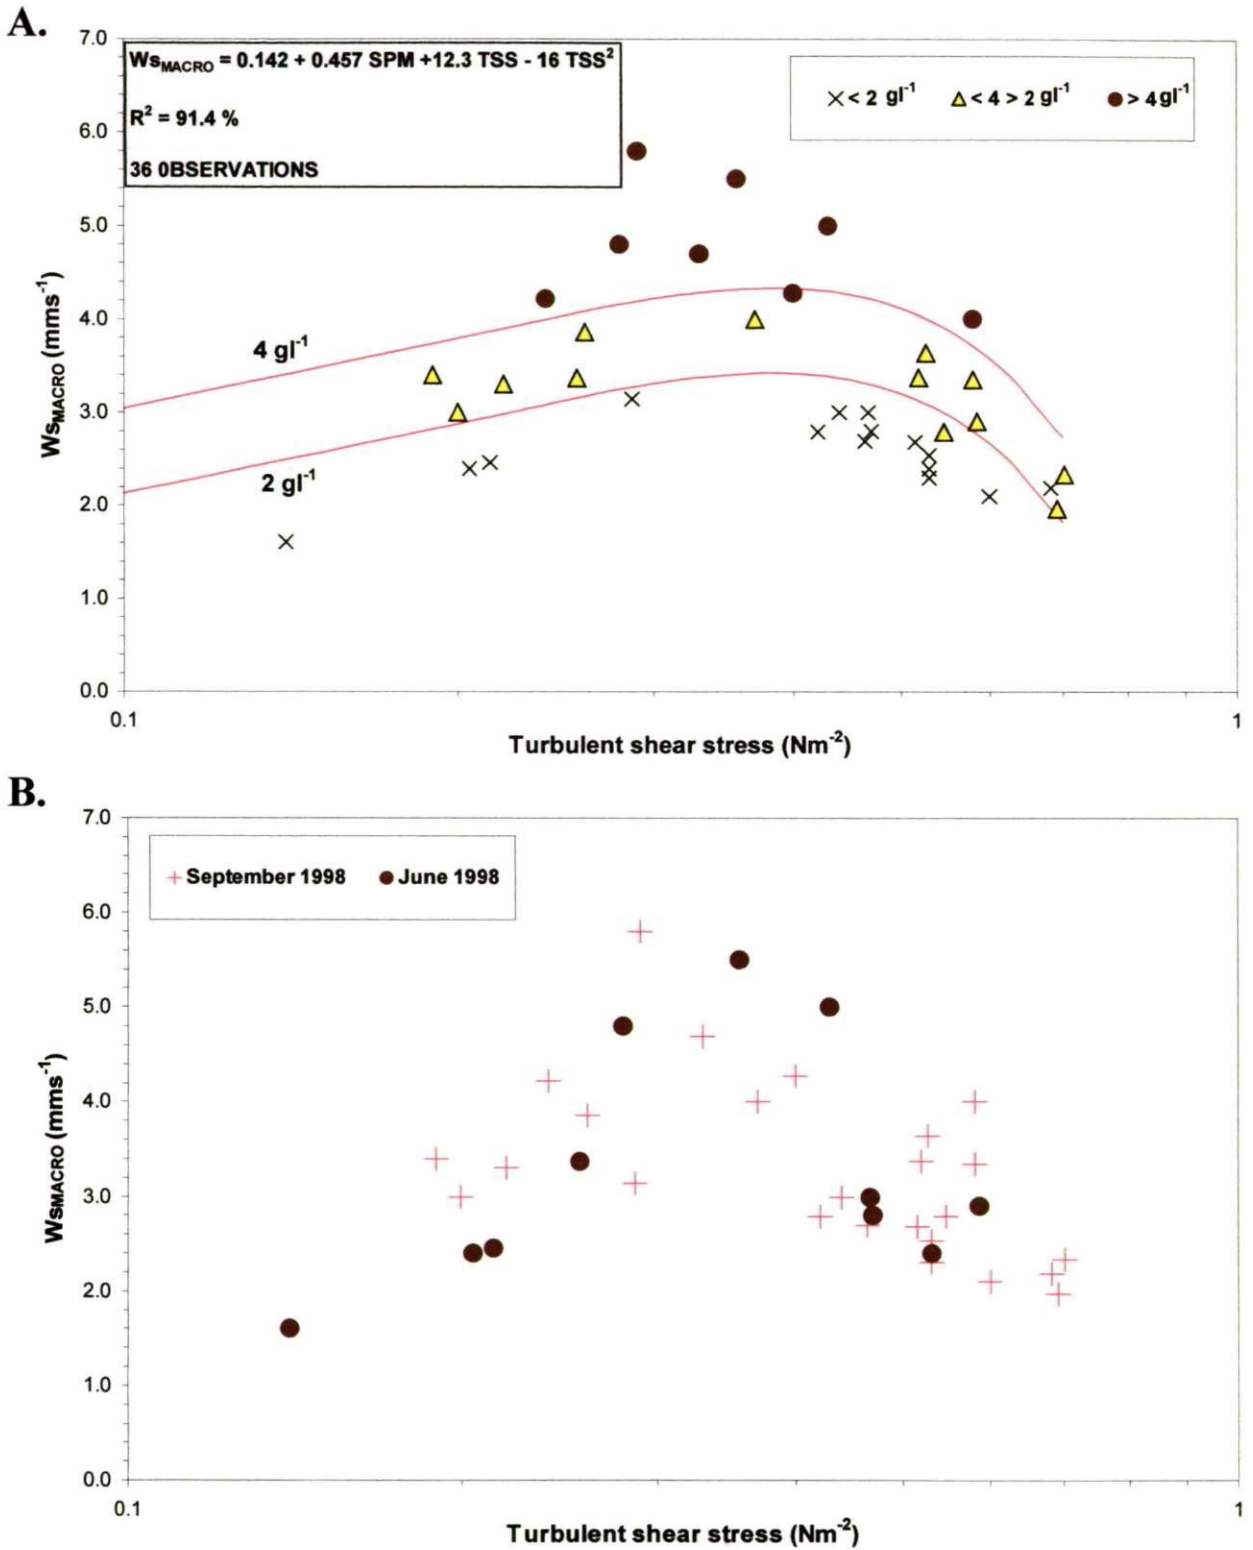 A.
7.0
Ws_MACRO = 0.142 + 0.457 SPM +12.3 TSS - 16 TSS²
R² = 91.4 %
36 0BSERVATIONS
< 2 gl⁻¹ < 4 > 2 gl⁻¹ > 4 gl⁻¹
6.0
5.0
4.0
3.0
2.0
1.0
0.0
Ws_MACRO (mms⁻¹)
4 gl⁻¹
2 gl⁻¹
0.1 1
Turbulent shear stress (Nm⁻²)
B.
7.0
September 1998 June 1998
6.0
5.0
4.0
3.0
2.0
1.0
0.0
Ws_MACRO (mms⁻¹)
0.1 1
Turbulent shear stress (Nm⁻²)